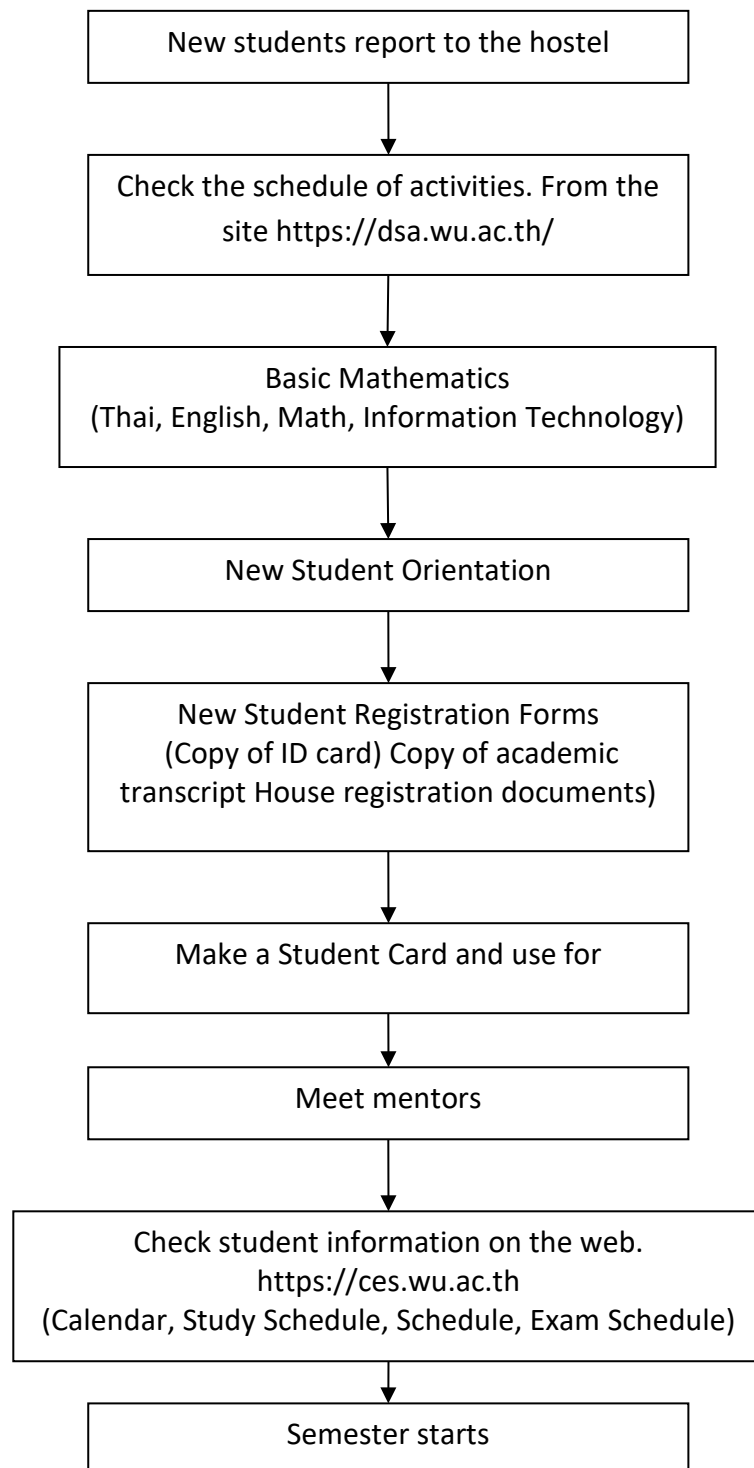 New students report to the hostel
Check the schedule of activities. From the
site https://dsa.wu.ac.th/
Basic Mathematics
(Thai, English, Math, Information Technology)
New Student Orientation
New Student Registration Forms
(Copy of ID card) Copy of academic
transcript House registration documents)
Make a Student Card and use for
Meet mentors
Check student information on the web.
https://ces.wu.ac.th
(Calendar, Study Schedule, Schedule, Exam Schedule)
Semester starts